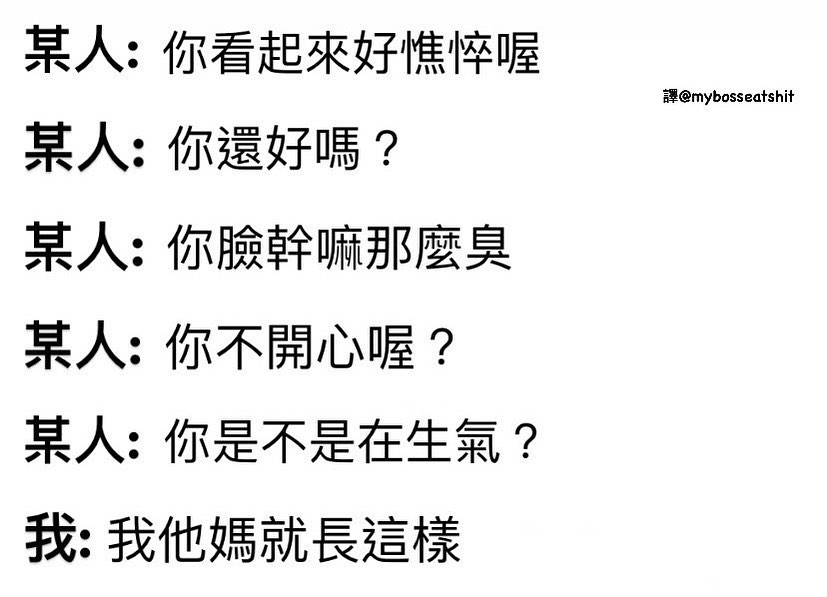 某人: 你看起來好憔悴喔
譯@mybosseatshit
某人: 你還好嗎？
某人: 你臉幹嘛那麼臭
某人: 你不開心喔？
某人: 你是不是在生氣？
我: 我他媽就長這樣